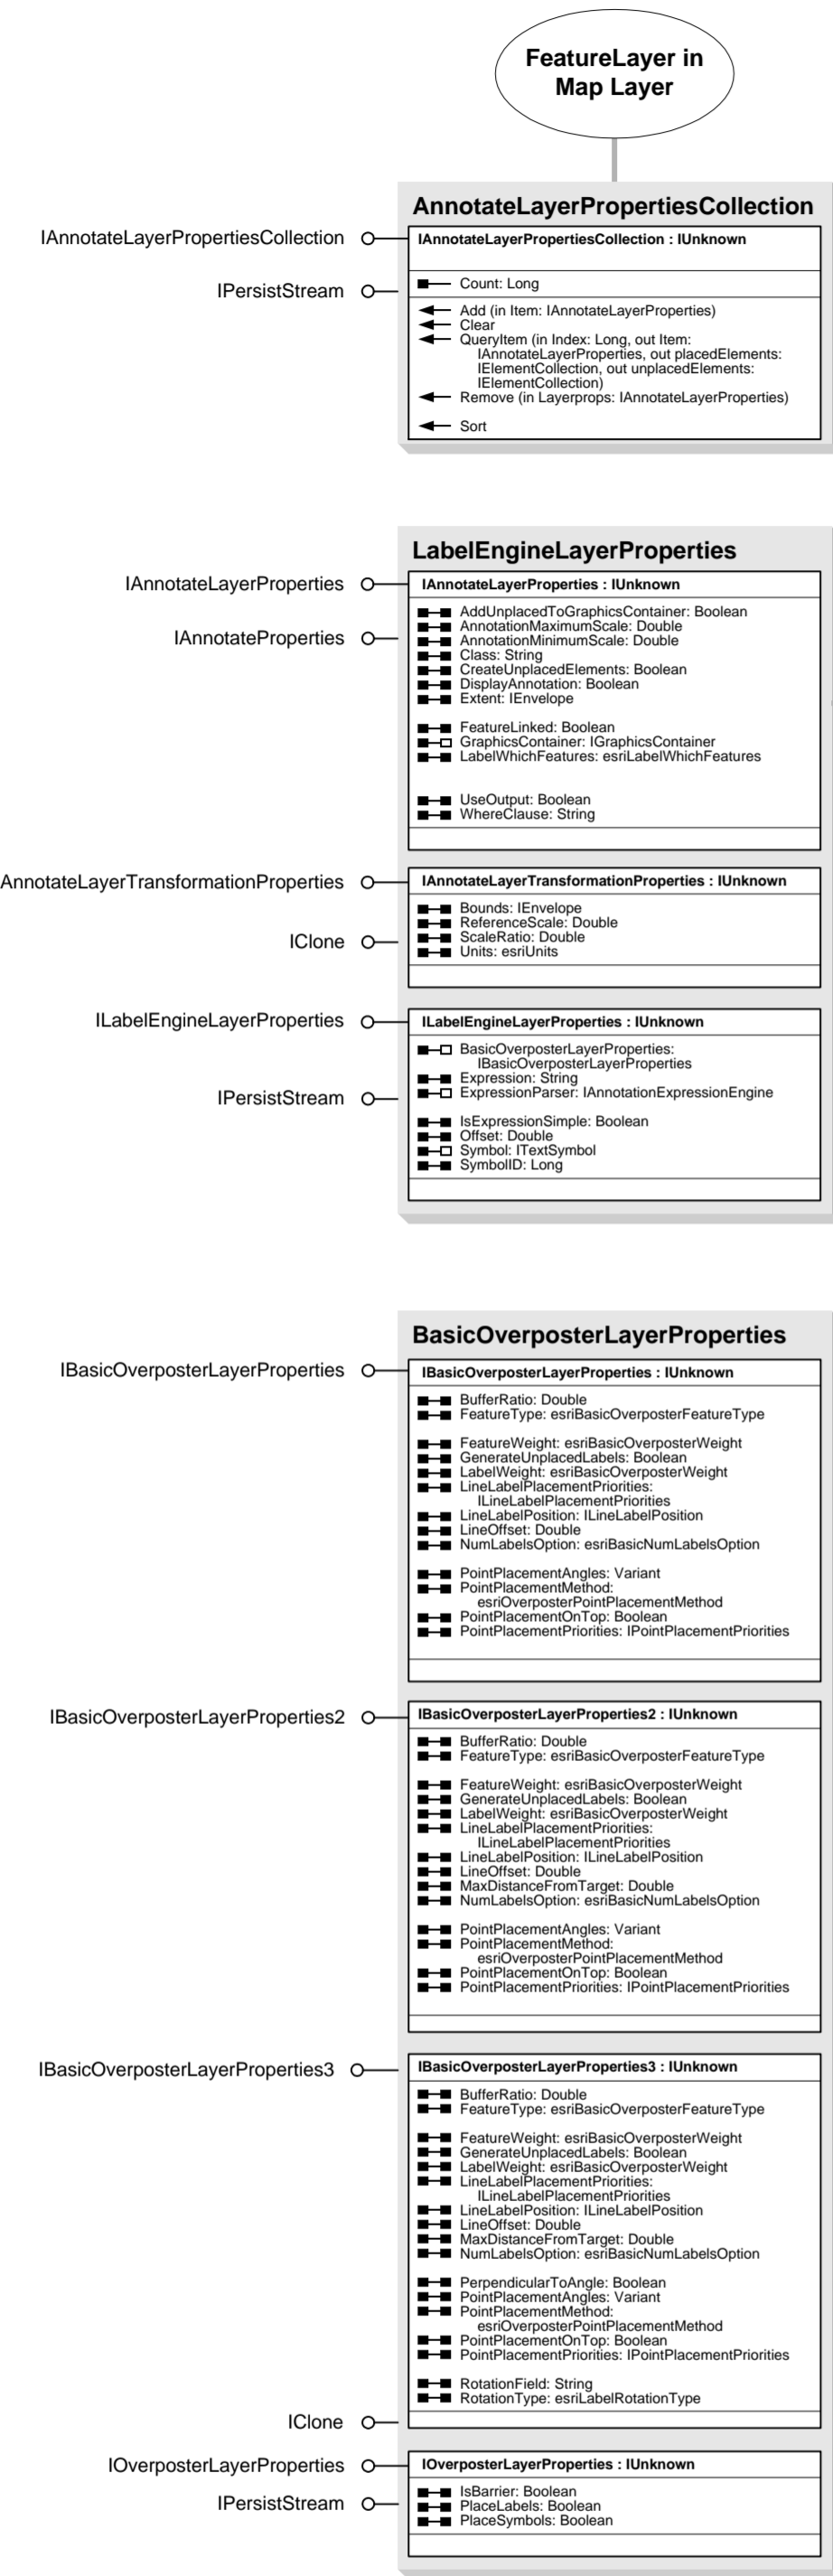 FeatureLayer in
Map Layer
AnnotateLayerPropertiesCollection
IAnnotateLayerPropertiesCollection
IAnnotateLayerPropertiesCollection : IUnknown
IPersistStream
Count: Long
Add (in Item: IAnnotateLayerProperties)
Clear
QueryItem (in Index: Long, out Item:
IAnnotateLayerProperties, out placedElements:
IElementCollection, out unplacedElements:
IElementCollection)
Remove (in Layerprops: IAnnotateLayerProperties)
Sort
LabelEngineLayerProperties
IAnnotateLayerProperties
IAnnotateLayerProperties : IUnknown
IAnnotateProperties
AddUnplacedToGraphicsContainer: Boolean
AnnotationMaximumScale: Double
AnnotationMinimumScale: Double
Class: String
CreateUnplacedElements: Boolean
DisplayAnnotation: Boolean
Extent: IEnvelope
FeatureLinked: Boolean
GraphicsContainer: IGraphicsContainer
LabelWhichFeatures: esriLabelWhichFeatures
UseOutput: Boolean
WhereClause: String
AnnotateLayerTransformationProperties
IAnnotateLayerTransformationProperties : IUnknown
Bounds: IEnvelope
ReferenceScale: Double
ScaleRatio: Double
Units: esriUnits
IClone
ILabelEngineLayerProperties
ILabelEngineLayerProperties : IUnknown
BasicOverposterLayerProperties:
IBasicOverposterLayerProperties
Expression: String
ExpressionParser: IAnnotationExpressionEngine
IPersistStream
IsExpressionSimple: Boolean
Offset: Double
Symbol: ITextSymbol
SymbolID: Long
BasicOverposterLayerProperties
IBasicOverposterLayerProperties
IBasicOverposterLayerProperties : IUnknown
BufferRatio: Double
FeatureType: esriBasicOverposterFeatureType
FeatureWeight: esriBasicOverposterWeight
GenerateUnplacedLabels: Boolean
LabelWeight: esriBasicOverposterWeight
LineLabelPlacementPriorities:
ILineLabelPlacementPriorities
LineLabelPosition: ILineLabelPosition
LineOffset: Double
NumLabelsOption: esriBasicNumLabelsOption
PointPlacementAngles: Variant
PointPlacementMethod:
esriOverposterPointPlacementMethod
PointPlacementOnTop: Boolean
PointPlacementPriorities: IPointPlacementPriorities
IBasicOverposterLayerProperties2
IBasicOverposterLayerProperties2 : IUnknown
BufferRatio: Double
FeatureType: esriBasicOverposterFeatureType
FeatureWeight: esriBasicOverposterWeight
GenerateUnplacedLabels: Boolean
LabelWeight: esriBasicOverposterWeight
LineLabelPlacementPriorities:
ILineLabelPlacementPriorities
LineLabelPosition: ILineLabelPosition
LineOffset: Double
MaxDistanceFromTarget: Double
NumLabelsOption: esriBasicNumLabelsOption
PointPlacementAngles: Variant
PointPlacementMethod:
esriOverposterPointPlacementMethod
PointPlacementOnTop: Boolean
PointPlacementPriorities: IPointPlacementPriorities
IBasicOverposterLayerProperties3
IBasicOverposterLayerProperties3 : IUnknown
BufferRatio: Double
FeatureType: esriBasicOverposterFeatureType
FeatureWeight: esriBasicOverposterWeight
GenerateUnplacedLabels: Boolean
LabelWeight: esriBasicOverposterWeight
LineLabelPlacementPriorities:
ILineLabelPlacementPriorities
LineLabelPosition: ILineLabelPosition
LineOffset: Double
MaxDistanceFromTarget: Double
NumLabelsOption: esriBasicNumLabelsOption
PerpendicularToAngle: Boolean
PointPlacementAngles: Variant
PointPlacementMethod:
esriOverposterPointPlacementMethod
PointPlacementOnTop: Boolean
PointPlacementPriorities: IPointPlacementPriorities
RotationField: String
RotationType: esriLabelRotationType
IClone
IOverposterLayerProperties
IOverposterLayerProperties : IUnknown
IPersistStream
IsBarrier: Boolean
PlaceLabels: Boolean
PlaceSymbols: Boolean